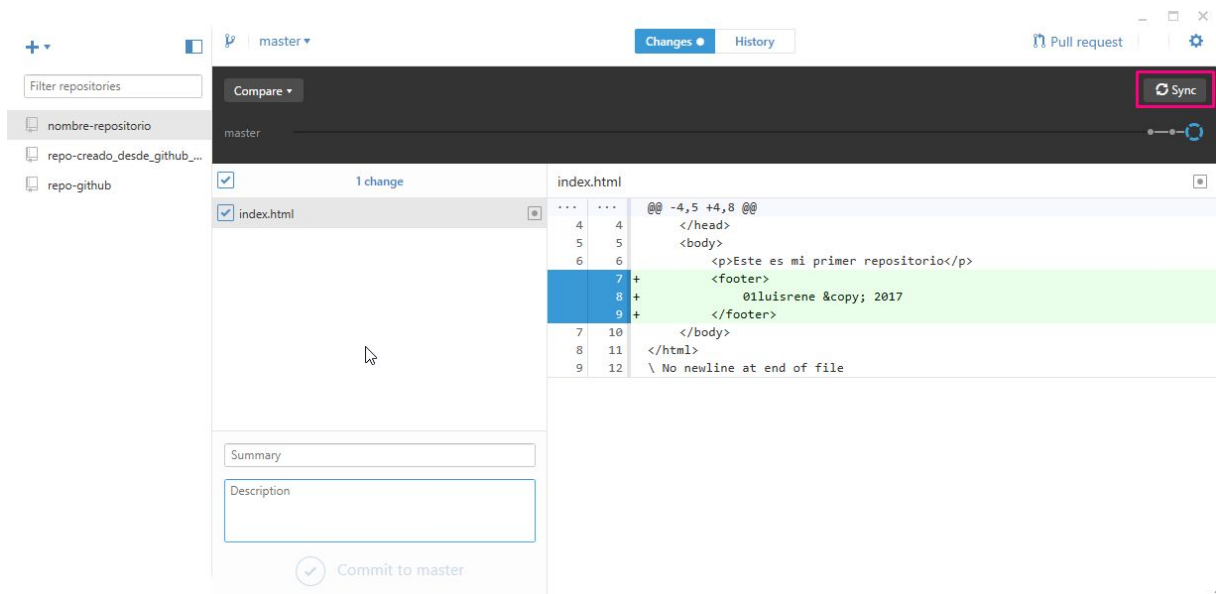 master
Changes
History
Pull request
Filter repositories
nombre-repositorio
repo-creado_desde_github_...
repo-github
Compare
Sync
master
1 change
index.html
index.html
... ... @@ -4,5 +4,8 @@
4 4 </head>
5 5 <body>
6 6 <p>Este es mi primer repositorio</p>
7 + <footer>
8 + 01luisrene &copy; 2017
9 + </footer>
7 10 </body>
8 11 </html>
9 12 \ No newline at end of file
Summary
Description
Commit to master